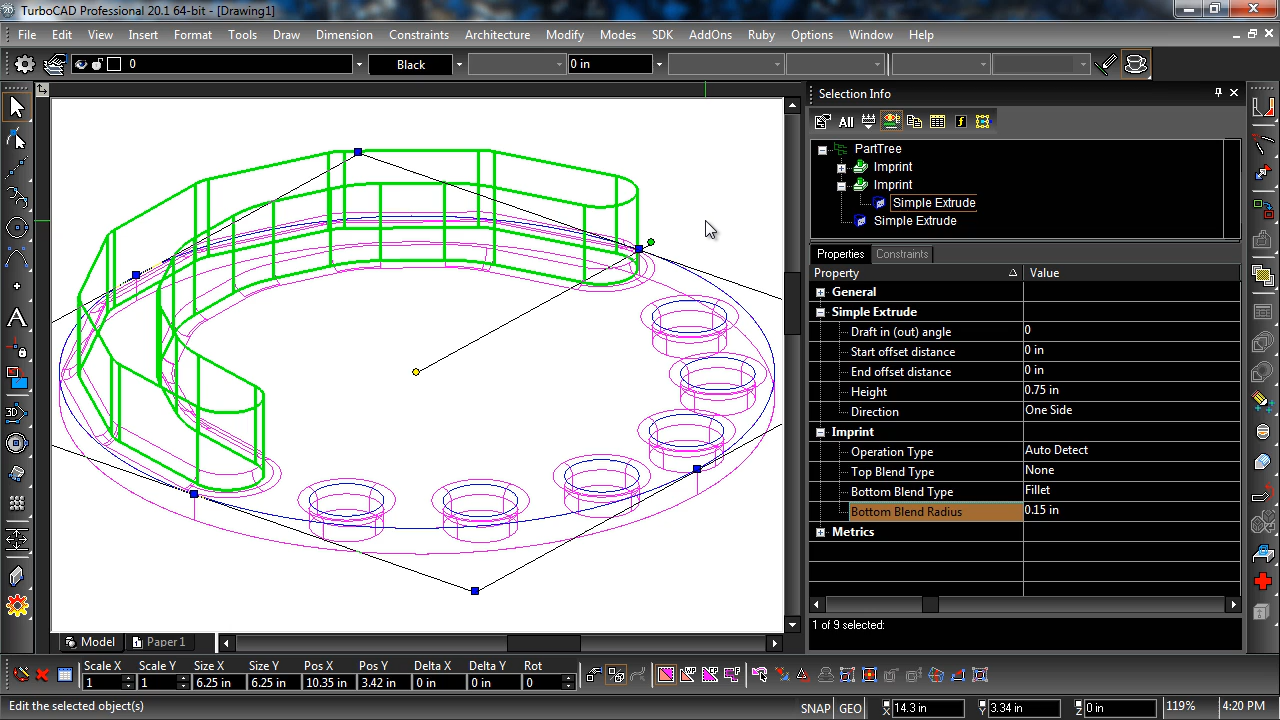 TurboCAD Professional 20.1 64-bit - [Drawing1]
File Edit View Insert Format Tools Draw Dimension Constraints Architecture Modify Modes SDK AddOns Ruby Options Window Help
0 Black 0 in
Selection Info
All
PartTree
Imprint
Imprint
Simple Extrude
Simple Extrude
Properties Constraints
Property Value
General
Simple Extrude
Draft in (out) angle 0
Start offset distance 0 in
End offset distance 0 in
Height 0.75 in
Direction One Side
Imprint
Operation Type Auto Detect
Top Blend Type None
Bottom Blend Type Fillet
Bottom Blend Radius 0.15 in
Metrics
1 of 9 selected:
Model Paper 1
Scale X Scale Y Size X Size Y Pos X Pos Y Delta X Delta Y Rot
1 1 6.25 in 6.25 in 10.35 in 3.42 in 0 in 0 in 0
Edit the selected object(s) SNAP GEO X 14.3 in Y 3.34 in Z 0 in 119% 4:20 PM